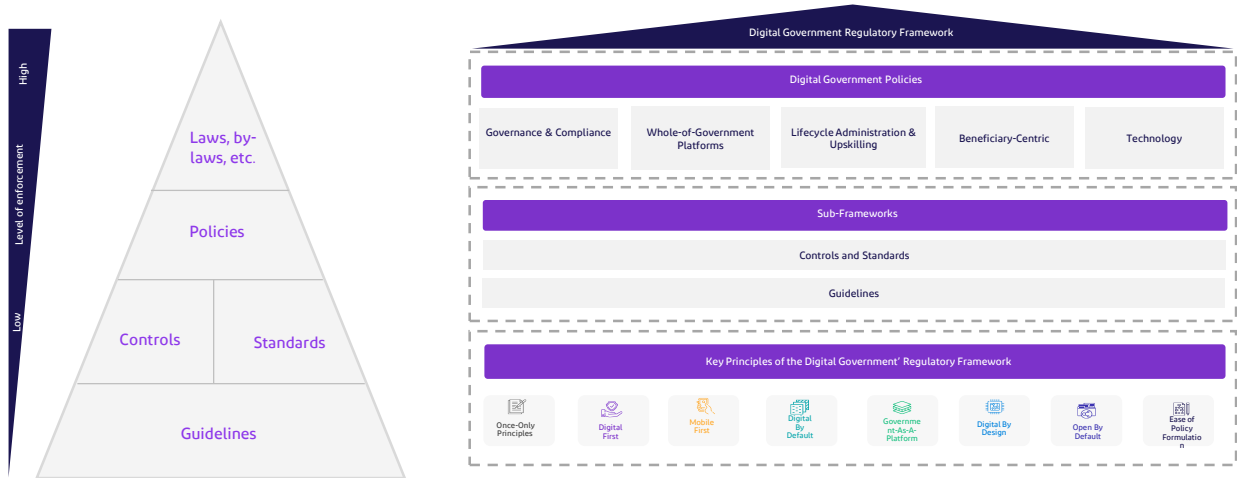 High
Level of enforcement
Low
Laws, by-
laws, etc.
Policies
Controls
Standards
Guidelines
Digital Government Regulatory Framework
Digital Government Policies
Governance & Compliance
Whole-of-Government
Platforms
Lifecycle Administration &
Upskilling
Beneficiary-Centric
Technology
Sub-Frameworks
Controls and Standards
Guidelines
Key Principles of the Digital Government' Regulatory Framework
Once-Only
Principles
Digital
First
Mobile
First
Digital
By
Default
Governme
nt-As-A-
Platform
Digital By
Design
Open By
Default
Ease of
Policy
Formulatio
n